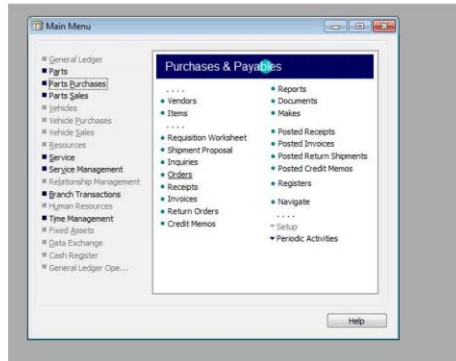 Main Menu
General Ledger
Parts
Parts Purchases
Parts Sales
Vehicles
Vehicle Purchases
Vehicle Sales
Resources
Service
Service Management
Relationship Management
Branch Transactions
Human Resources
Time Management
Fixed Assets
Data Exchange
Cash Register
General Ledger Ope...
Purchases & Payables
....
Vendors
Items
....
Requisition Worksheet
Shipment Proposal
Inquiries
Orders
Receipts
Invoices
Return Orders
Credit Memos
Reports
Documents
Makes
Posted Receipts
Posted Invoices
Posted Return Shipments
Posted Credit Memos
Registers
Navigate
....
Setup
Periodic Activities
Help